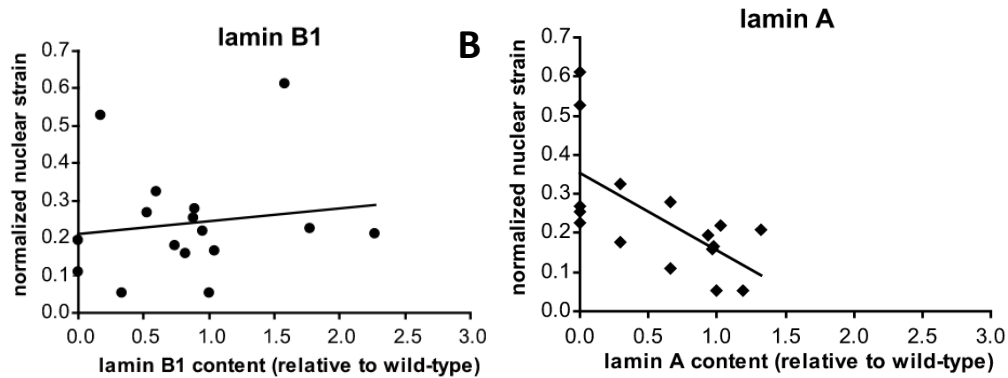 lamin B1
normalized nuclear strain
0.7
0.6
0.5
0.4
0.3
0.2
0.1
0.0
0.0 0.5 1.0 1.5 2.0 2.5 3.0
lamin B1 content (relative to wild-type)
B
lamin A
normalized nuclear strain
0.7
0.6
0.5
0.4
0.3
0.2
0.1
0.0
0.0 0.5 1.0 1.5 2.0 2.5 3.0
lamin A content (relative to wild-type)